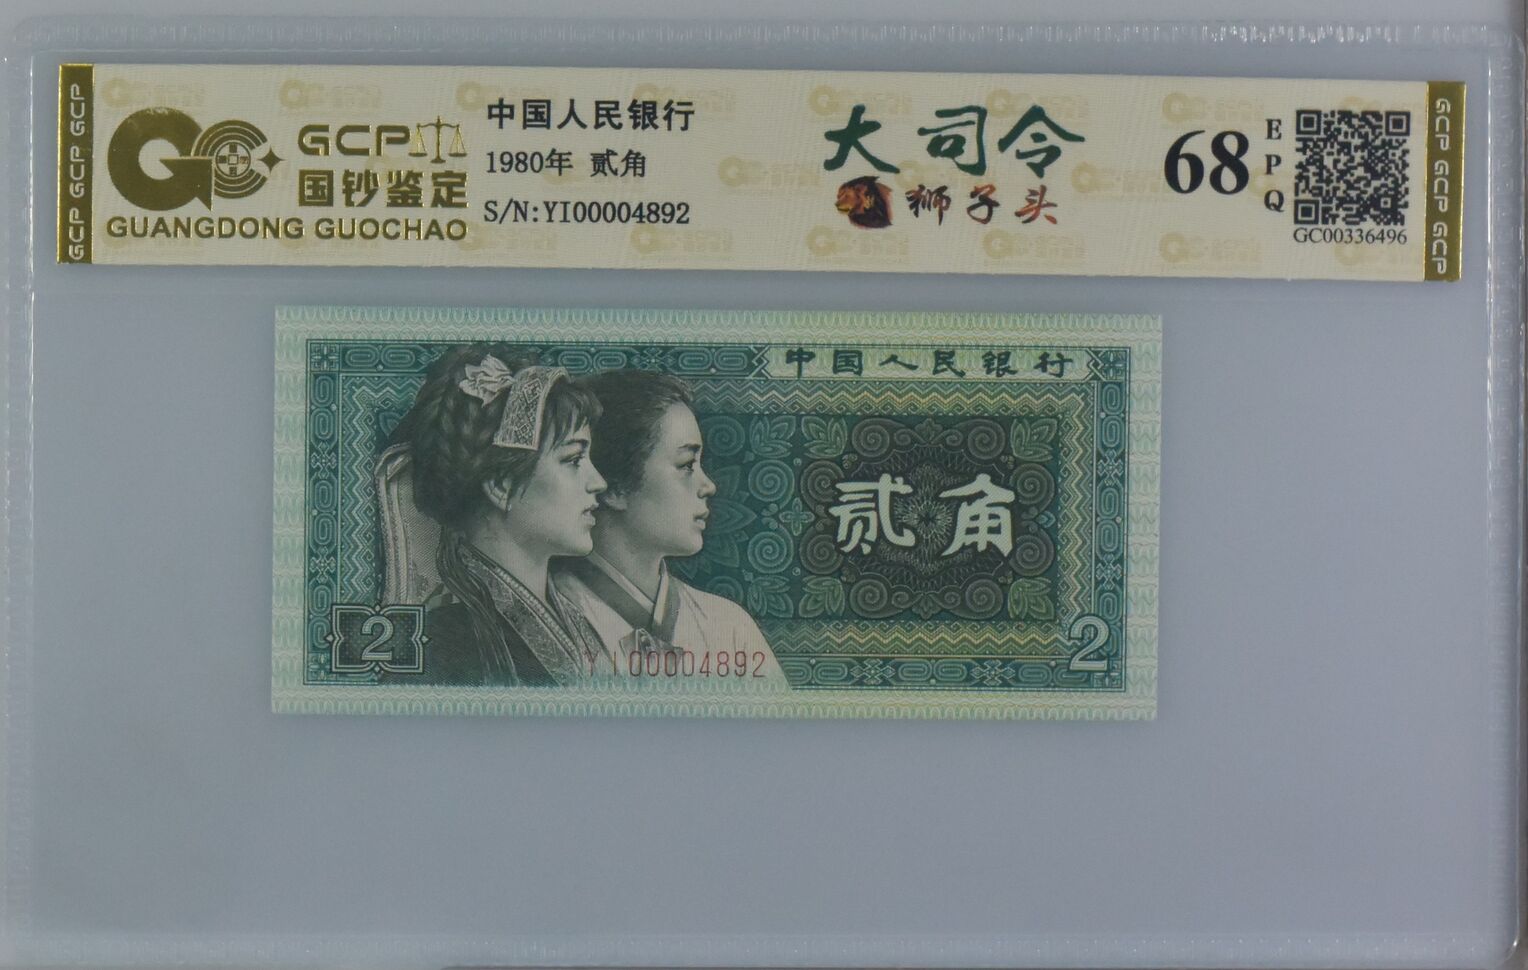 GCP GCP GCP
GCP
国钞鉴定
GUANGDONG GUOCHAO
中国人民银行
1980年 贰角
S/N:YI00004892
大司令
狮子头
68
EPQ
GC00336496
GCP GCP GCP
中国人民银行
贰角
2
YI00004892
2